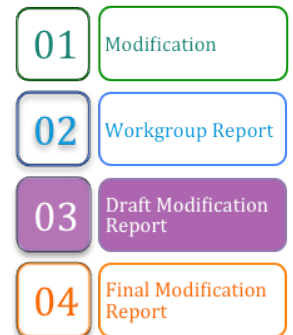 01 Modification
02 Workgroup Report
03 Draft Modification
Report
04 Final Modification
Report